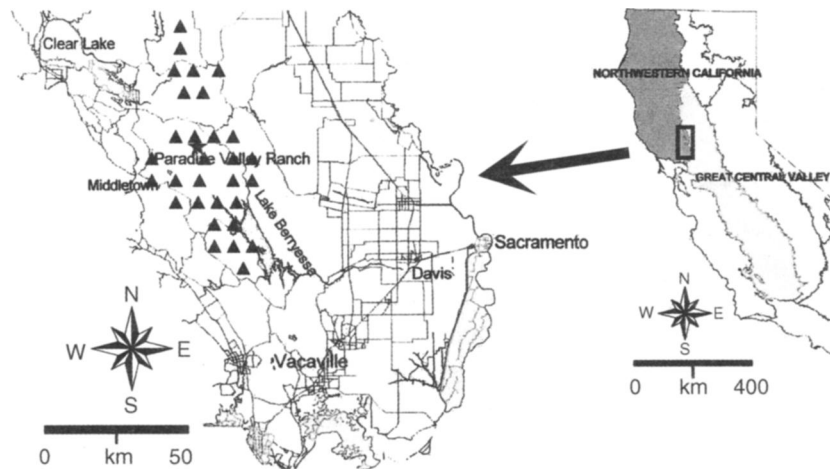 Clear Lake
NORTHWESTERN CALIFORNIA
Paradise Valley Ranch
GREAT CENTRAL VALLEY
Middletown
Lake Berryessa
Sacramento
Davis
N
W E
S
N
W E
S
Vacaville
0 km 400
0 km 50